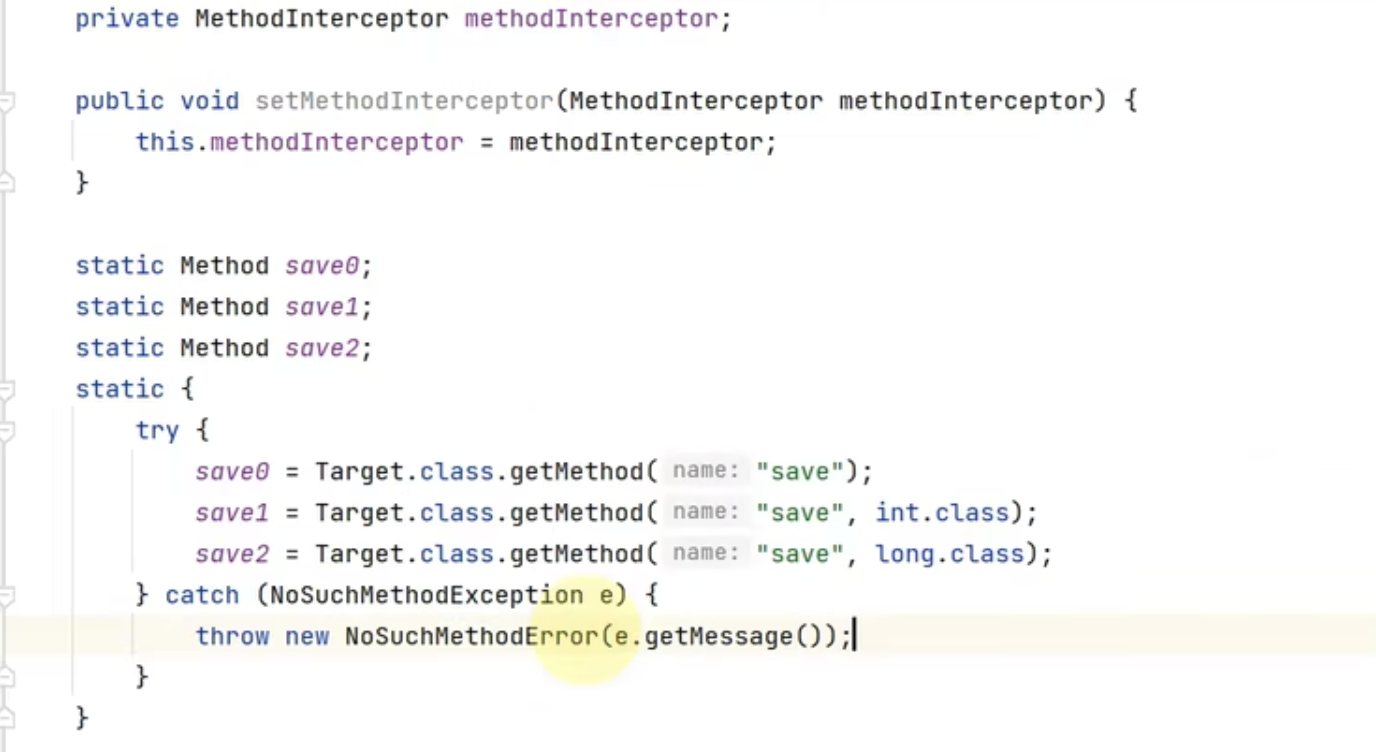 private MethodInterceptor methodInterceptor;
public void setMethodInterceptor(MethodInterceptor methodInterceptor) {
this.methodInterceptor = methodInterceptor;
}
static Method save0;
static Method save1;
static Method save2;
static {
try {
save0 = Target.class.getMethod( name: "save");
save1 = Target.class.getMethod( name: "save", int.class);
save2 = Target.class.getMethod( name: "save", long.class);
} catch (NoSuchMethodException e) {
throw new NoSuchMethodError(e.getMessage());
}
}